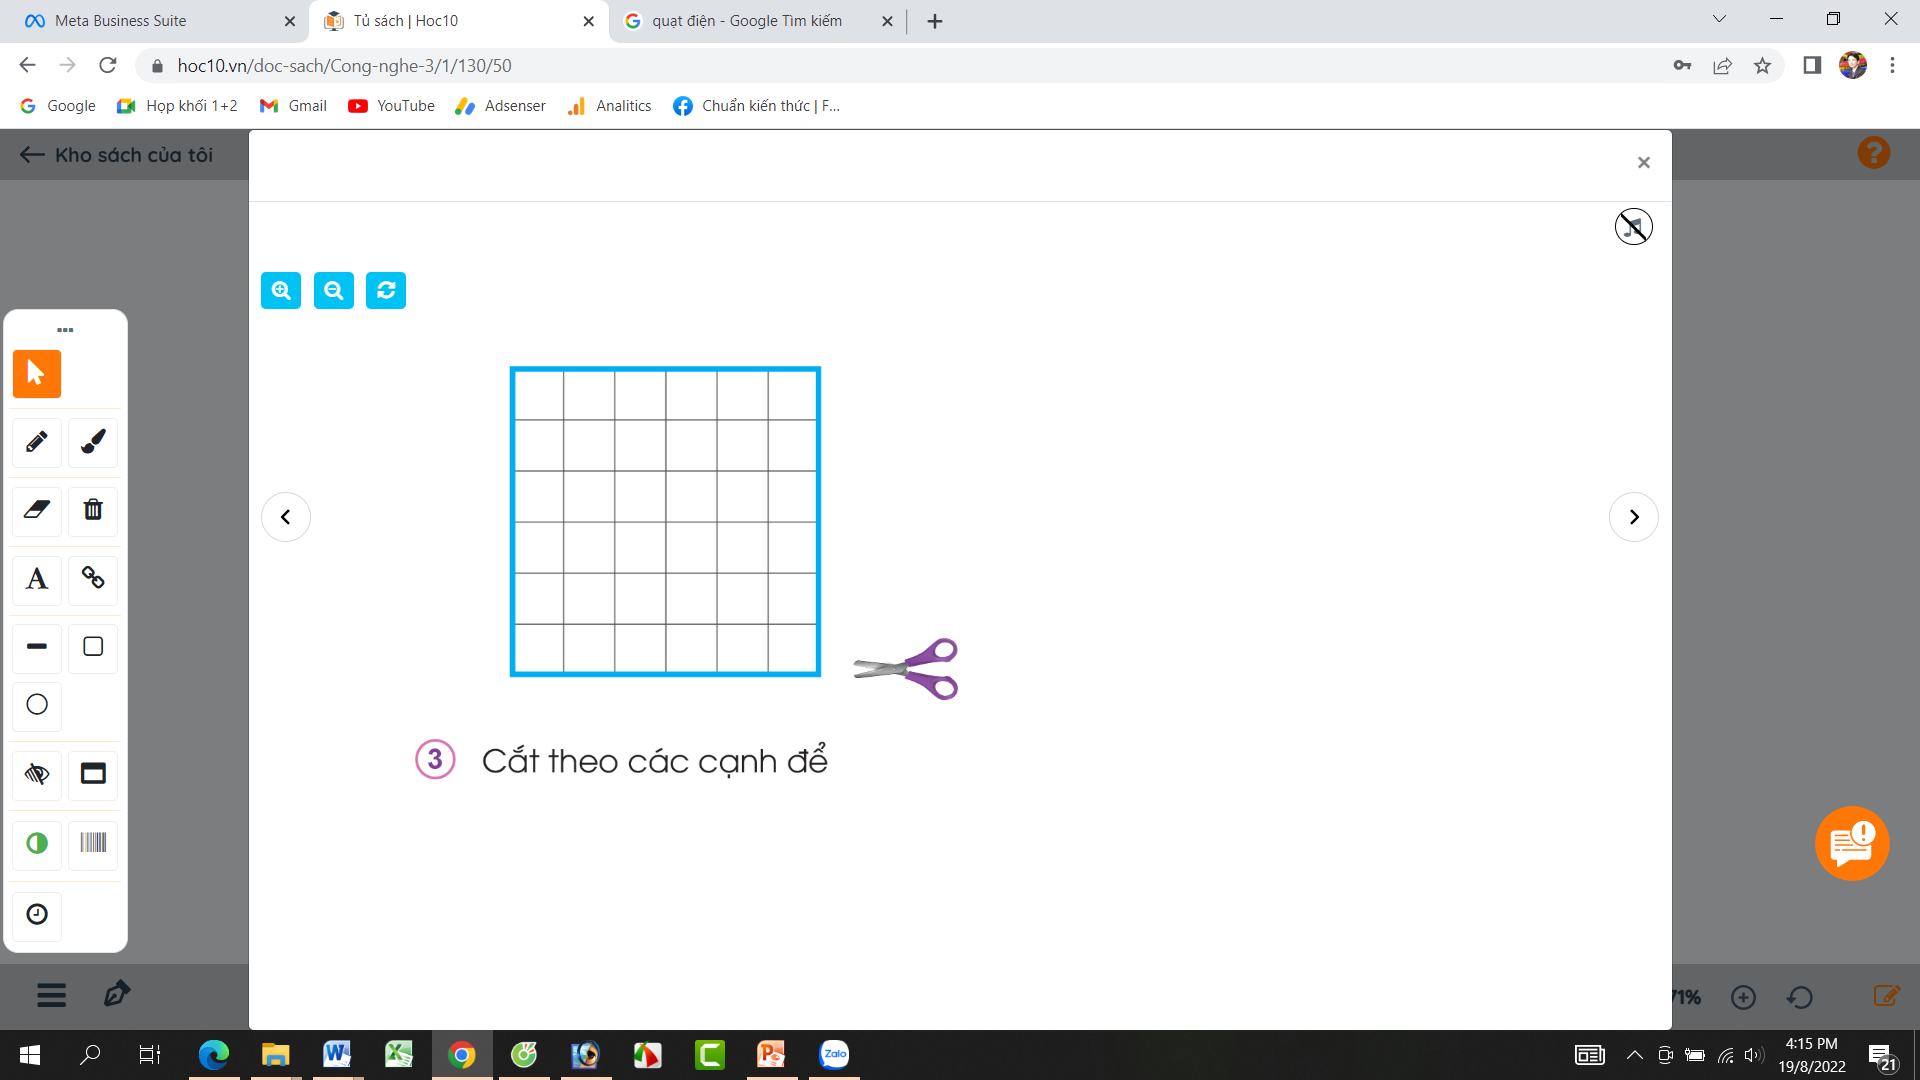 Meta Business Suite
Tủ sách | Hoc10
quạt điện - Google Tìm kiếm
hoc10.vn/doc-sach/Cong-nghe-3/1/130/50
Google
Họp khối 1+2
Gmail
YouTube
Adsenser
Analitics
Chuẩn kiến thức | F...
Kho sách của tôi
A
3 Cắt theo các cạnh để
71%
Zalo
4:15 PM
19/8/2022
21